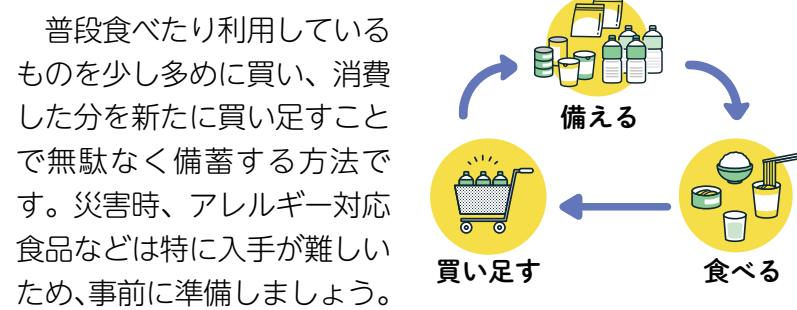 普段食べたり利用している
ものを少し多めに買い、消費
した分を新たに買い足すこと
で無駄なく備蓄する方法で
す。災害時、アレルギー対応
食品などは特に入手が難しい
ため、事前に準備しましょう。
備える
買い足す
食べる